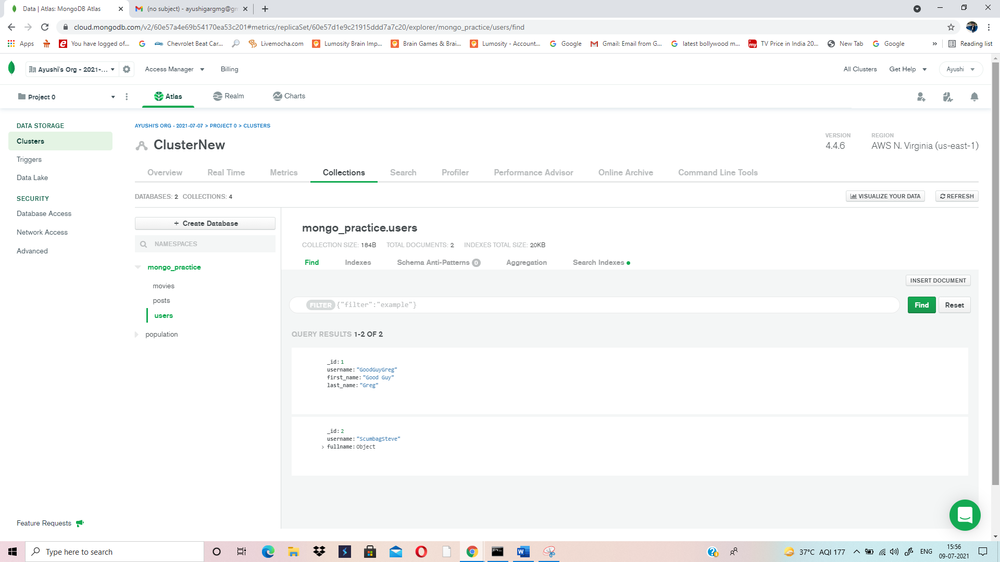 Data | Atlas: MongoDB Atlas
(no subject) - ayushigargmg@gm
cloud.mongodb.com/v2/60e57a4e69b54170ea53c201#metrics/replicaSet/60e57d1e9c21915ddd7a7c20/explorer/mongo_practice/users/find
Apps
You have logged of...
Chevrolet Beat Car...
Livemocha.com
Lumosity Brain Imp...
Brain Games & Brai...
Lumosity - Account...
Google
Gmail: Email from G...
latest bollywood m...
my
TV Price in India 20...
New Tab
Google
»
Reading list
Ayushi's Org - 2021-...
Access Manager
Billing
All Clusters
Get Help
Ayushi
Project 0
Atlas
Realm
Charts
DATA STORAGE
Clusters
Triggers
Data Lake
SECURITY
Database Access
Network Access
Advanced
Feature Requests
AYUSHI'S ORG - 2021-07-07 > PROJECT 0 > CLUSTERS
ClusterNew
VERSION
4.4.6
REGION
AWS N. Virginia (us-east-1)
Overview
Real Time
Metrics
Collections
Search
Profiler
Performance Advisor
Online Archive
Command Line Tools
DATABASES: 2 COLLECTIONS: 4
VISUALIZE YOUR DATA
REFRESH
+ Create Database
NAMESPACES
mongo_practice
movies
posts
users
population
mongo_practice.users
COLLECTION SIZE: 184B TOTAL DOCUMENTS: 2 INDEXES TOTAL SIZE: 20KB
Find
Indexes
Schema Anti-Patterns 0
Aggregation
Search Indexes
INSERT DOCUMENT
FILTER {"filter":"example"}
Find
Reset
QUERY RESULTS 1-2 OF 2
_id: 1
username: "GoodGuyGreg"
first_name: "Good Guy"
last_name: "Greg"
_id: 2
username: "ScumbagSteve"
> fullname: Object
Type here to search
37°C AQI 177
ENG
15:56
09-07-2021